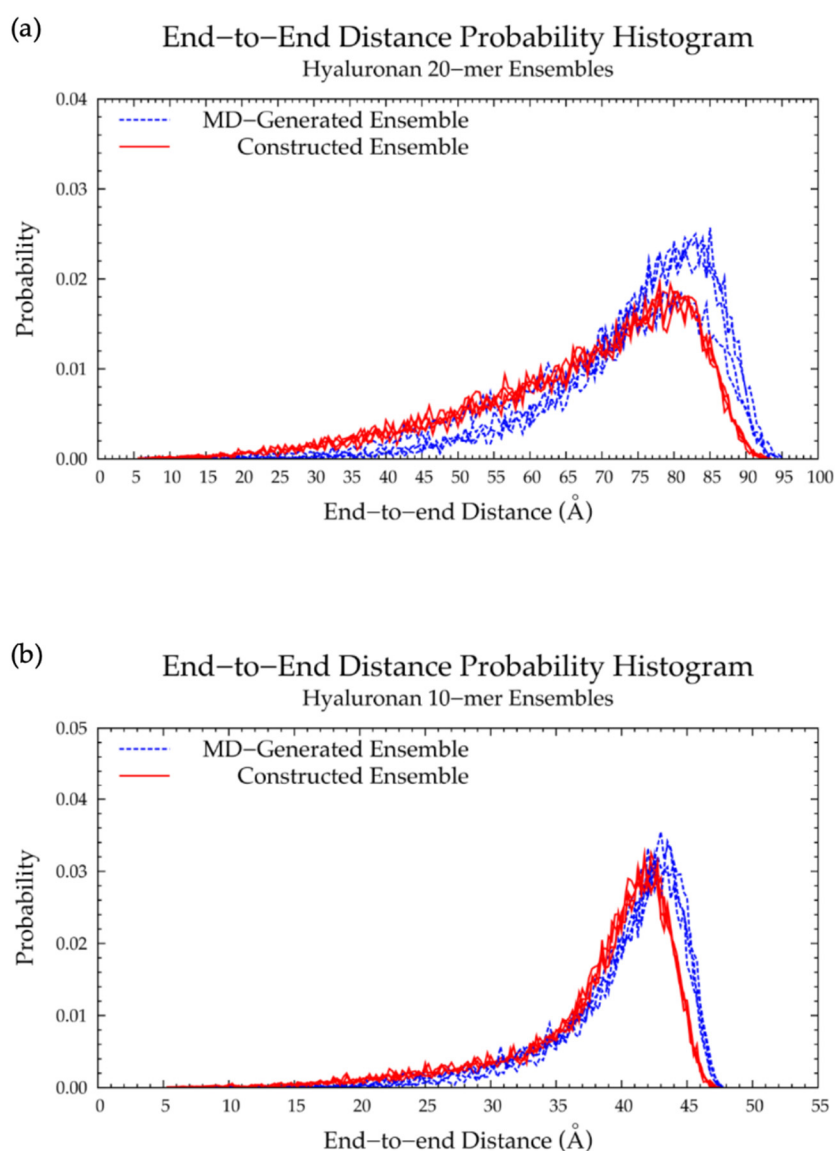 (a)
End−to−End Distance Probability Histogram
Hyaluronan 20−mer Ensembles
0.04
MD−Generated Ensemble
Constructed Ensemble
0.03
Probability
0.02
0.01
0.00
0 5 10 15 20 25 30 35 40 45 50 55 60 65 70 75 80 85 90 95 100
End−to−end Distance (Å)
(b)
End−to−End Distance Probability Histogram
Hyaluronan 10−mer Ensembles
0.05
MD−Generated Ensemble
Constructed Ensemble
0.04
0.03
Probability
0.02
0.01
0.00
0 5 10 15 20 25 30 35 40 45 50 55
End−to−end Distance (Å)